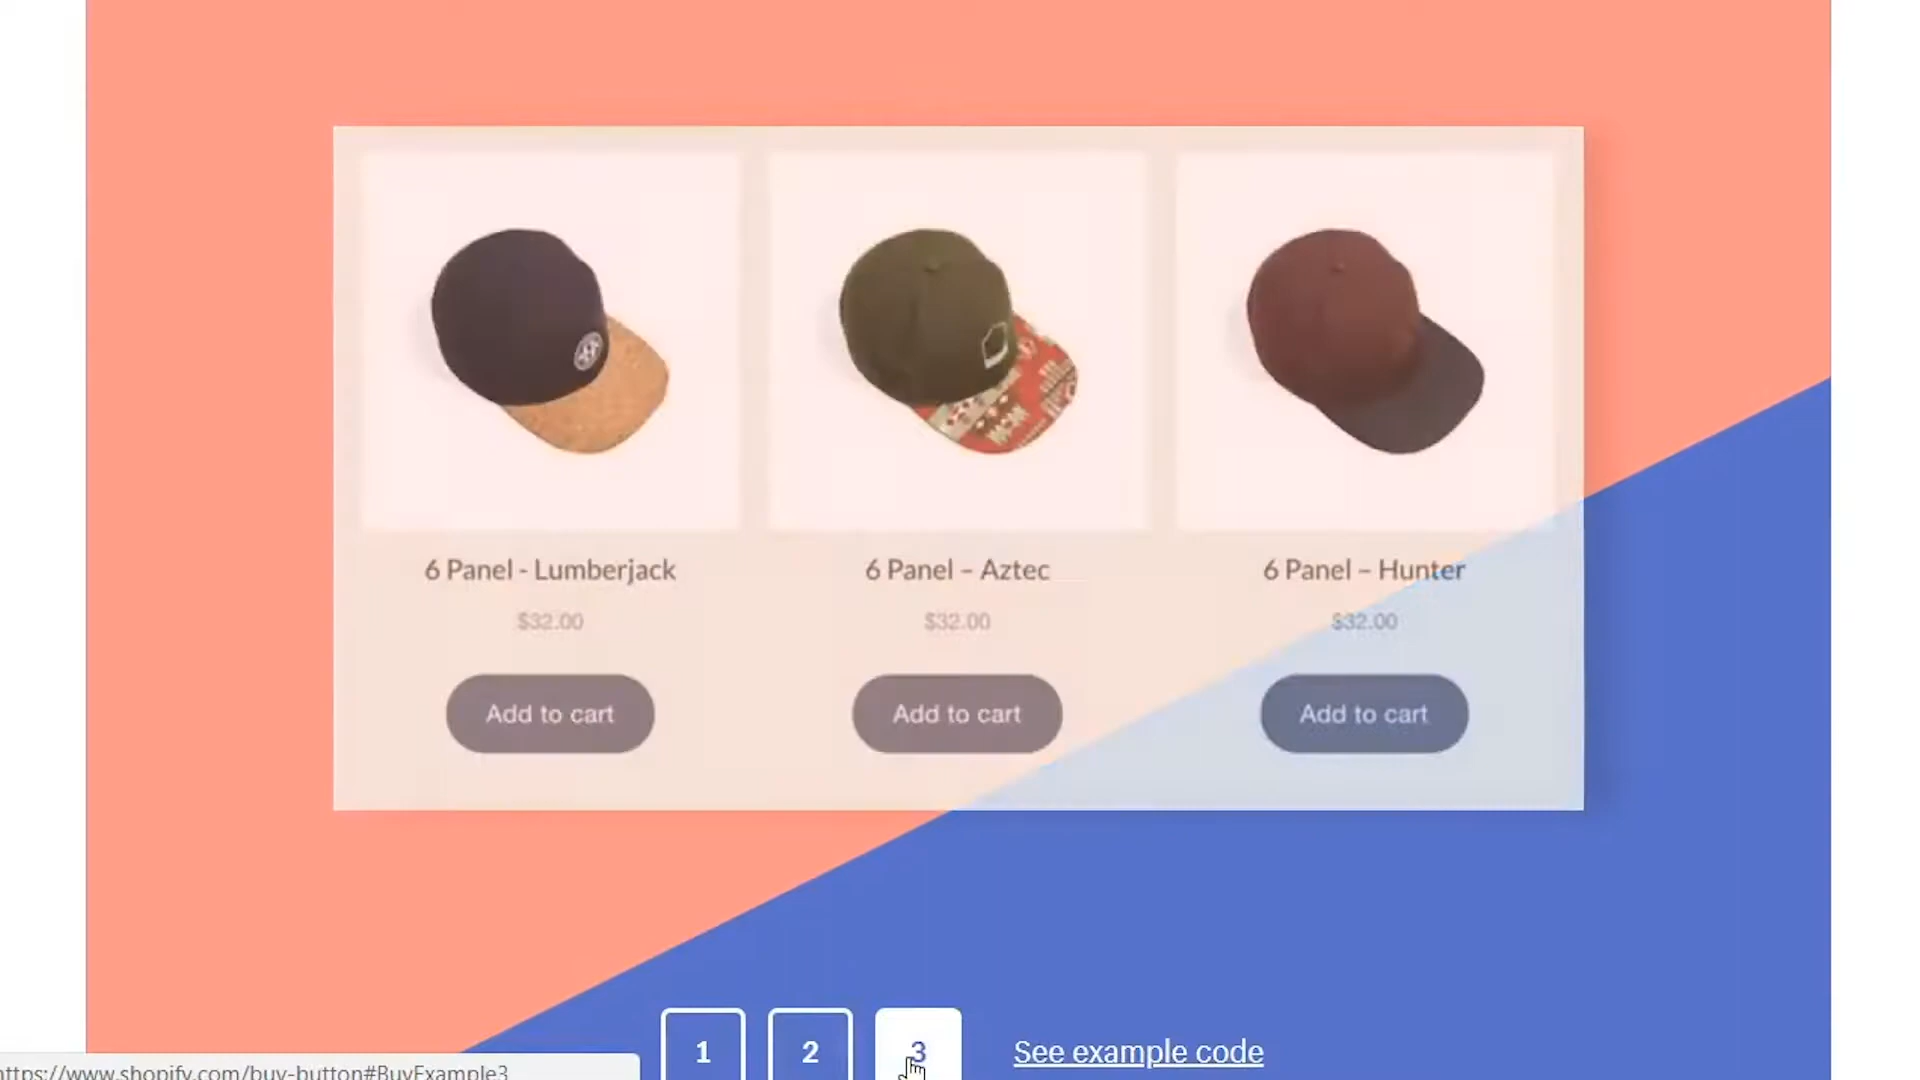 6 Panel - Lumberjack
6 Panel – Aztec
6 Panel – Hunter
$32.00
$32.00
$32.00
Add to cart
Add to cart
Add to cart
1
2
3
See example code
https://www.shopify.com/buy-button#BuyExample3